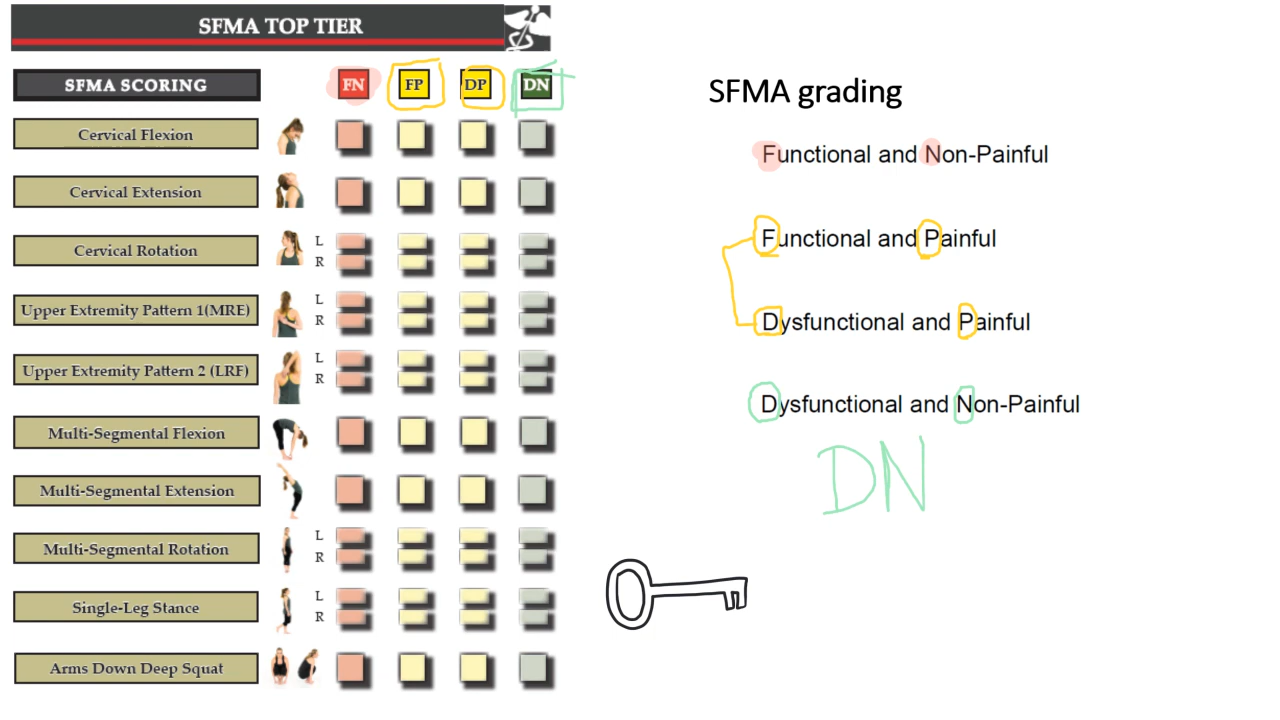 SFMA TOP TIER
SFMA SCORING FN FP DP DN
Cervical Flexion
Cervical Extension
Cervical Rotation L
R
Upper Extremity Pattern 1(MRE) L
R
Upper Extremity Pattern 2 (LRF) L
R
Multi-Segmental Flexion
Multi-Segmental Extension
Multi-Segmental Rotation L
R
Single-Leg Stance L
R
Arms Down Deep Squat
SFMA grading
Functional and Non-Painful
Functional and Painful
Dysfunctional and Painful
Dysfunctional and Non-Painful
DN